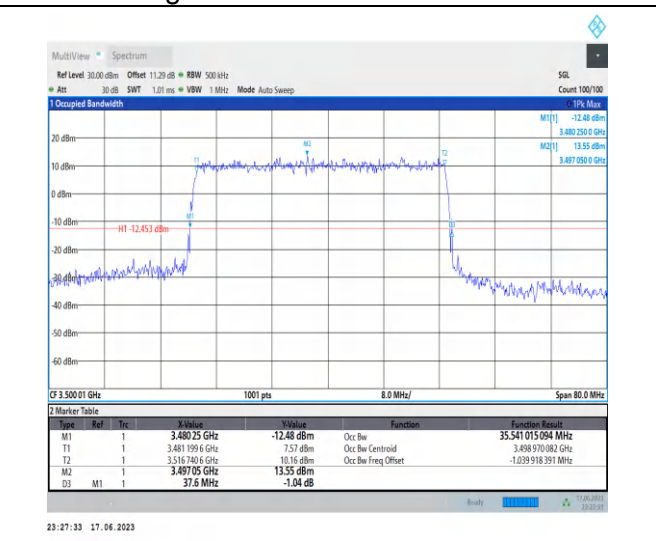 MultiView Spectrum
Ref Level 30.00 dBm Offset 11.29 dB RBW 500 kHz SGL
Att 30 dB SWT 1.01 ms VBW 1 MHz Mode Auto Sweep Count 100/100
1 Occupied Bandwidth 1Pk Max
M1[1] -12.48 dBm
3.480 250 0 GHz
M2[1] 13.55 dBm
3.497 050 0 GHz
M2
T1
T2
20 dBm
10 dBm
0 dBm
M1
-10 dBm
H1 -12.453 dBm
D3
-20 dBm
-30 dBm
-40 dBm
-50 dBm
-60 dBm
CF 3.500 01 GHz 1001 pts 8.0 MHz/ Span 80.0 MHz
2 Marker Table
Type Ref Trc X-Value Y-Value Function Function Result
M1 1 3.480 25 GHz -12.48 dBm Occ Bw 35.541 015 094 MHz
T1 1 3.481 199 6 GHz 7.57 dBm Occ Bw Centroid 3.498 970 082 GHz
T2 1 3.516 740 6 GHz 10.16 dBm Occ Bw Freq Offset -1.039 918 391 MHz
M2 1 3.497 05 GHz 13.55 dBm
D3 M1 1 37.6 MHz -1.04 dB
Ready 17.06.2023
23:27:33 17.06.2023